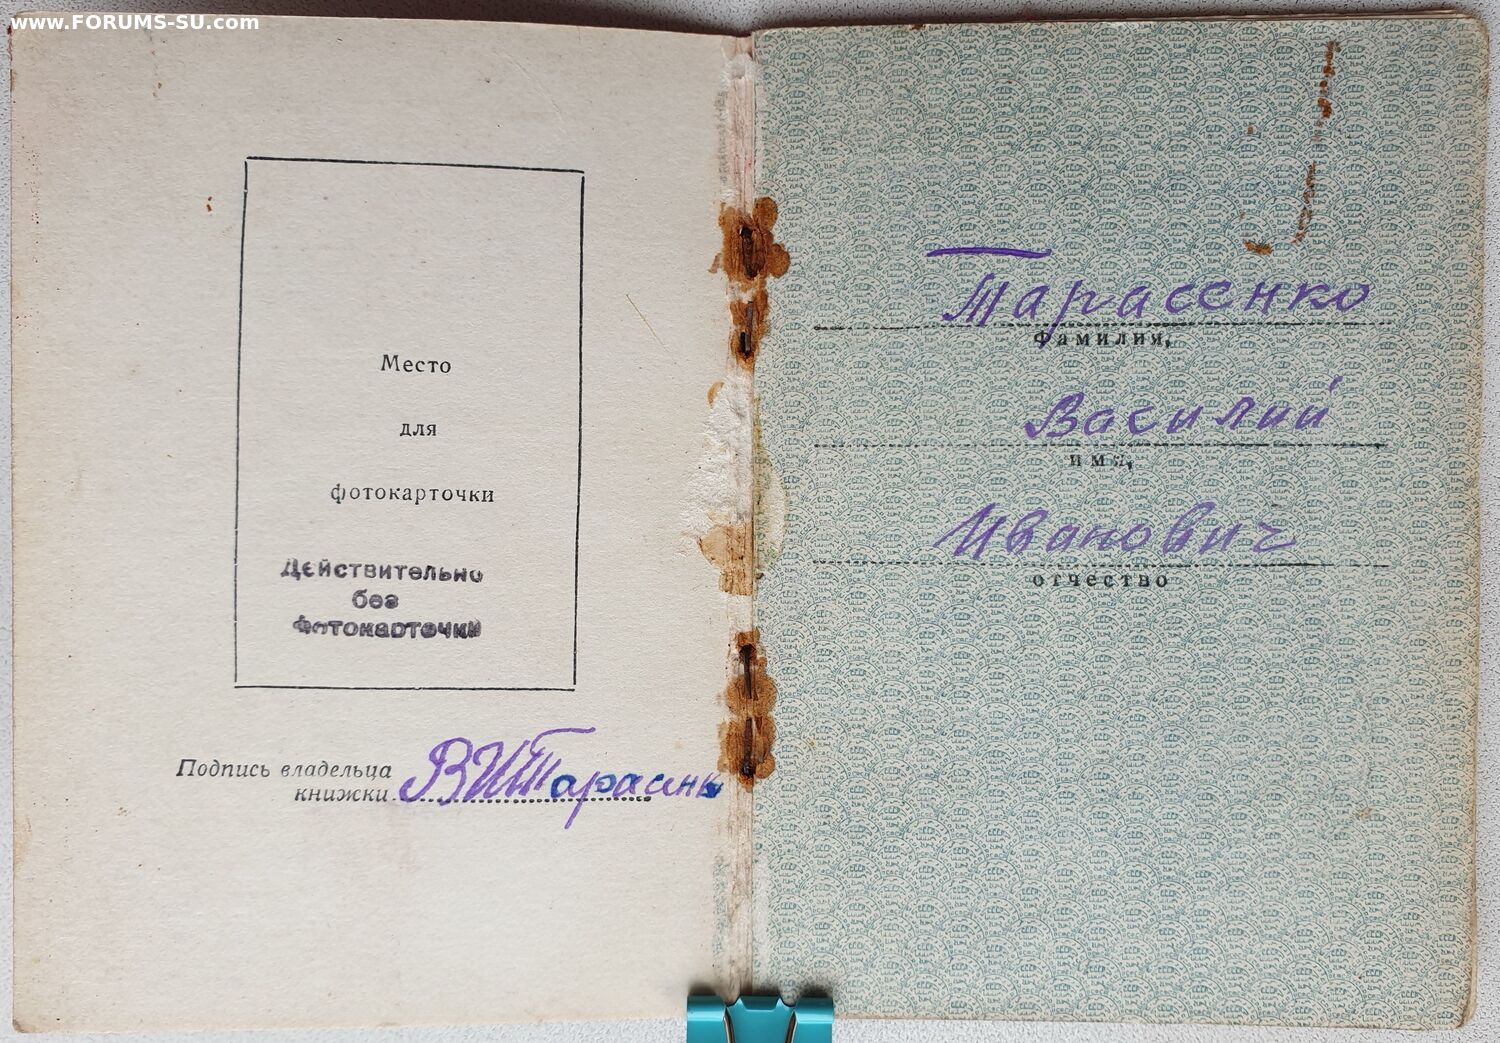 www.FORUMS-SU.com
Место
для
фотокарточки
Действительно
без
фотокарточки
Подпись владельца
книжки ВИТарасенк
Тарасенко
Фамилия,
Василий
имя,
Иванович
отчество